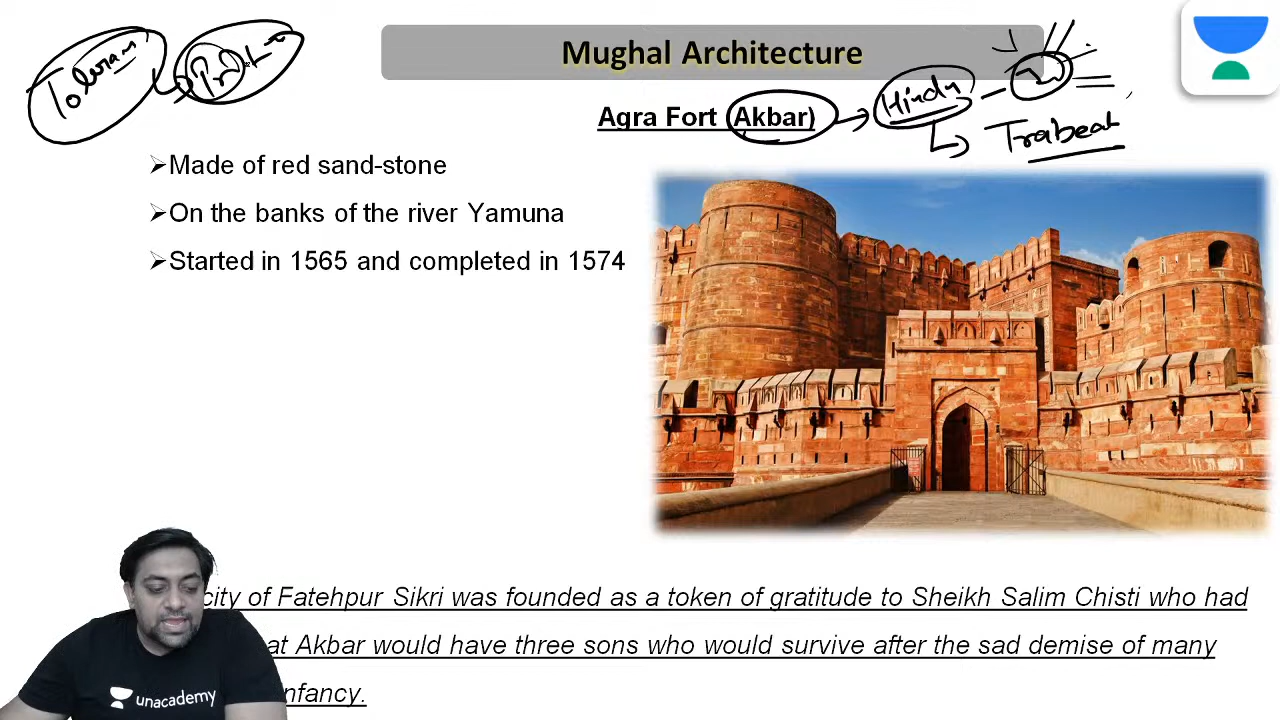 Mughal Architecture
Toleran
Hindu
Agra Fort (Akbar)
Trabeat
➢Made of red sand-stone
➢On the banks of the river Yamuna
➢Started in 1565 and completed in 1574
city of Fatehpur Sikri was founded as a token of gratitude to Sheikh Salim Chisti who had
at Akbar would have three sons who would survive after the sad demise of many
nfancy.
unacademy